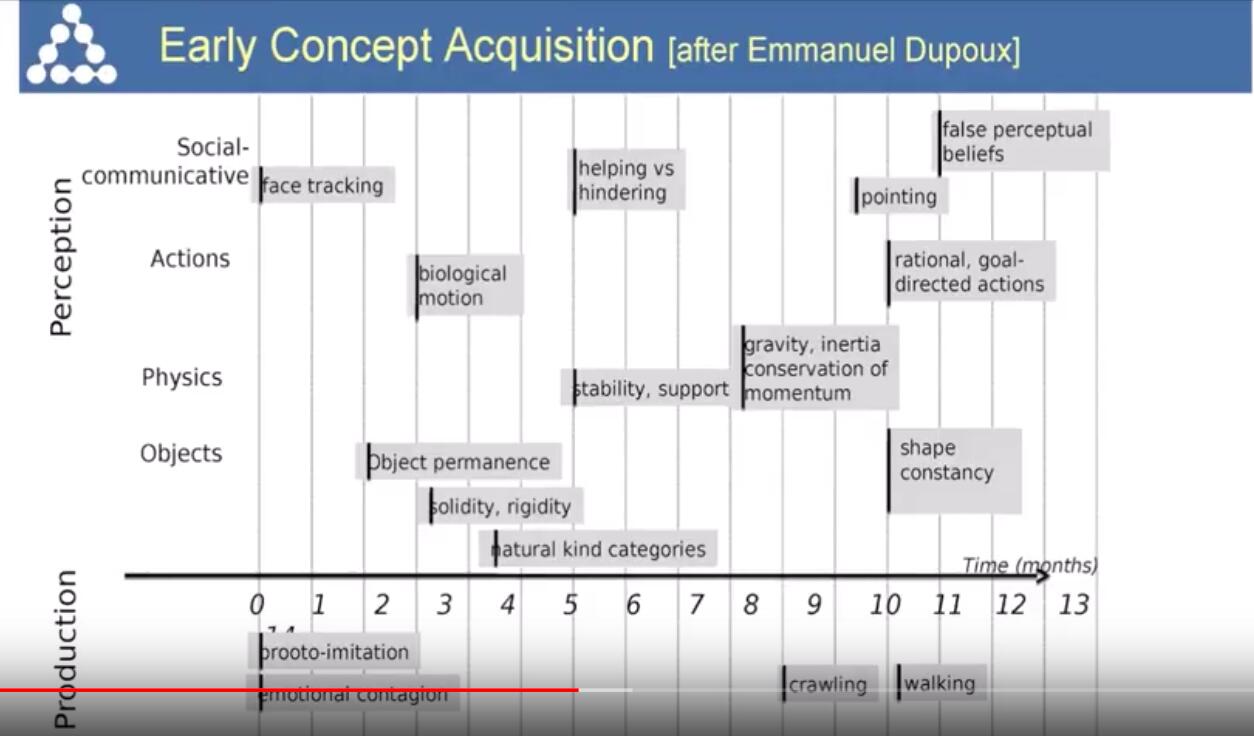 Early Concept Acquisition [after Emmanuel Dupoux]
Perception
Social-
communicative
face tracking
helping vs
hindering
false perceptual
beliefs
pointing
Actions
biological
motion
rational, goal-
directed actions
Physics
stability, support
gravity, inertia
conservation of
momentum
Objects
Object permanence
solidity, rigidity
natural kind categories
shape
constancy
Time (months)
0 1 2 3 4 5 6 7 8 9 10 11 12 13
14
Production
prooto-imitation
emotional contagion
crawling
walking